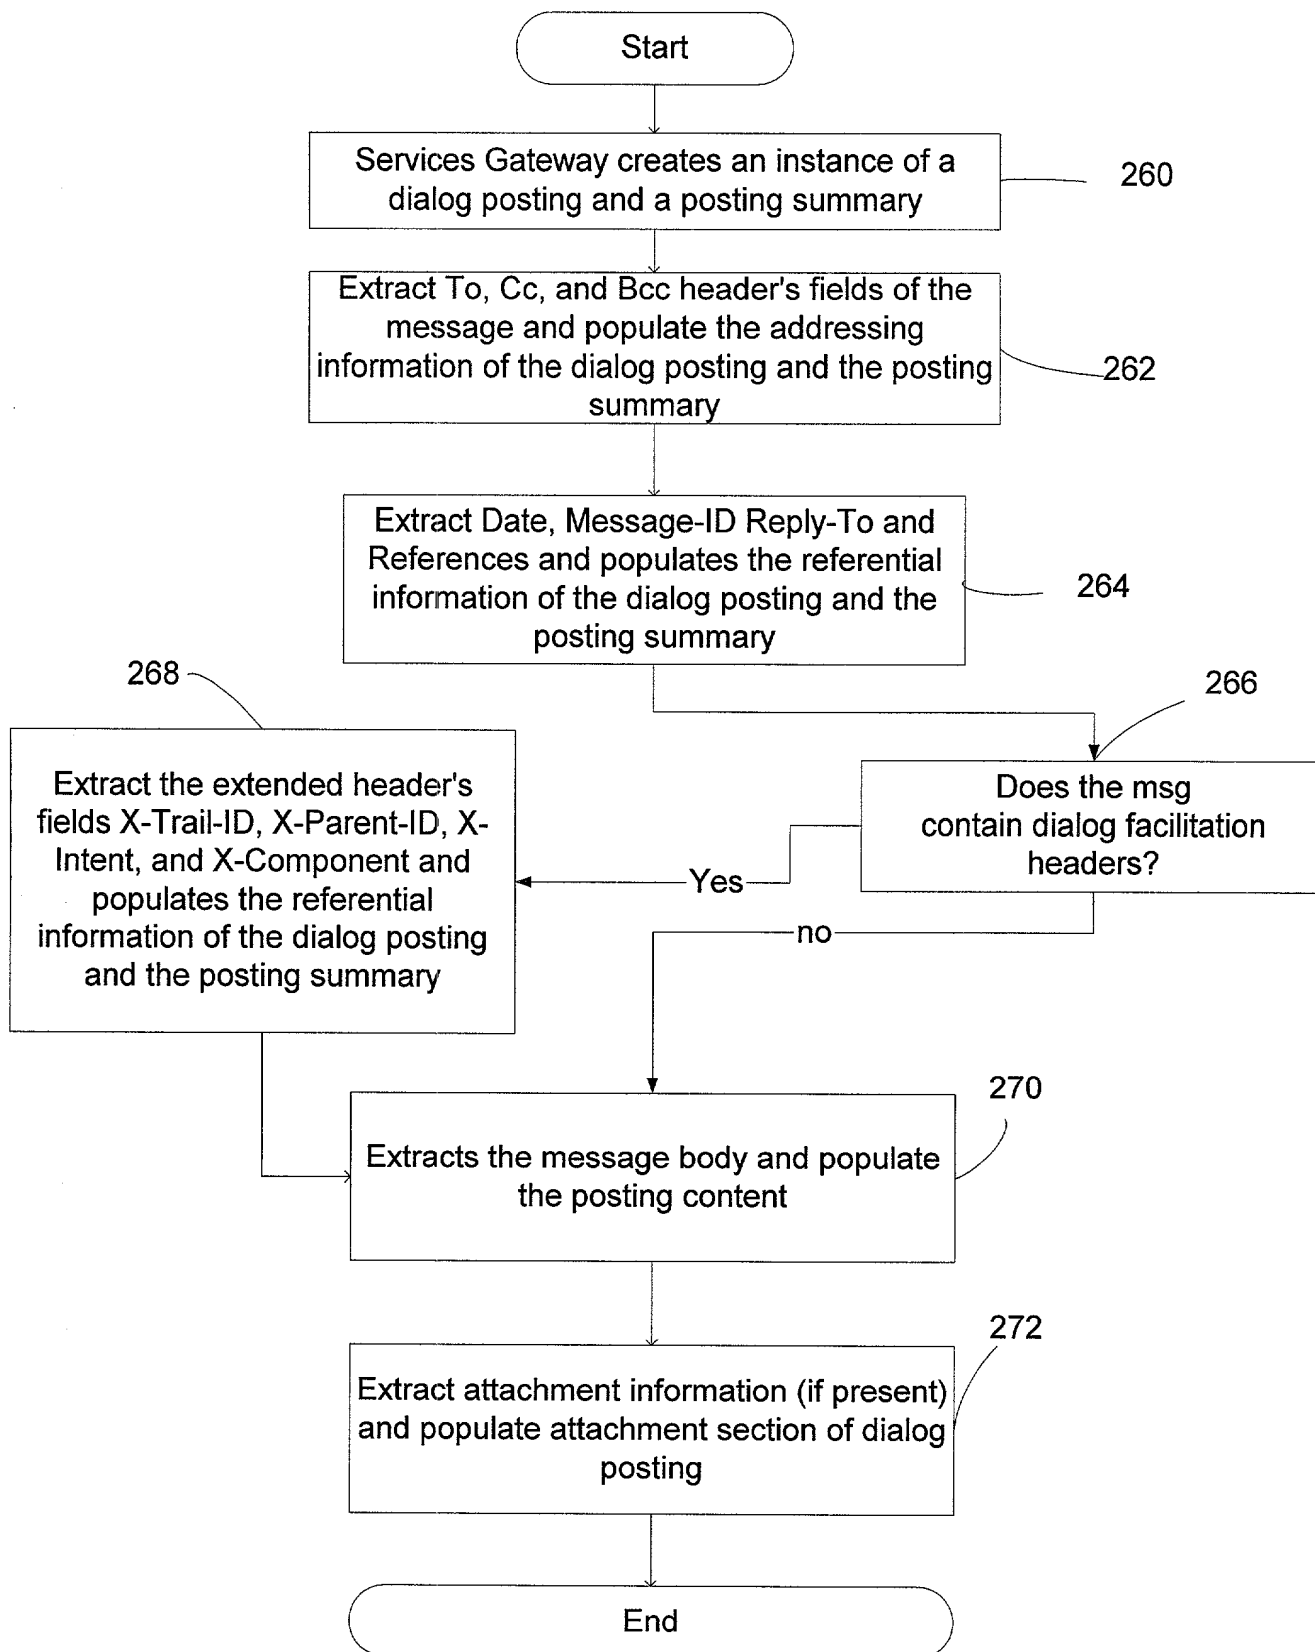 Start
Services Gateway creates an instance of a
dialog posting and a posting summary
260
Extract To, Cc, and Bcc header's fields of the
message and populate the addressing
information of the dialog posting and the posting
summary
262
Extract Date, Message-ID Reply-To and
References and populates the referential
information of the dialog posting and the
posting summary
264
268
266
Extract the extended header's
fields X-Trail-ID, X-Parent-ID, X-
Intent, and X-Component and
populates the referential
information of the dialog posting
and the posting summary
Does the msg
contain dialog facilitation
headers?
Yes
no
270
Extracts the message body and populate
the posting content
272
Extract attachment information (if present)
and populate attachment section of dialog
posting
End